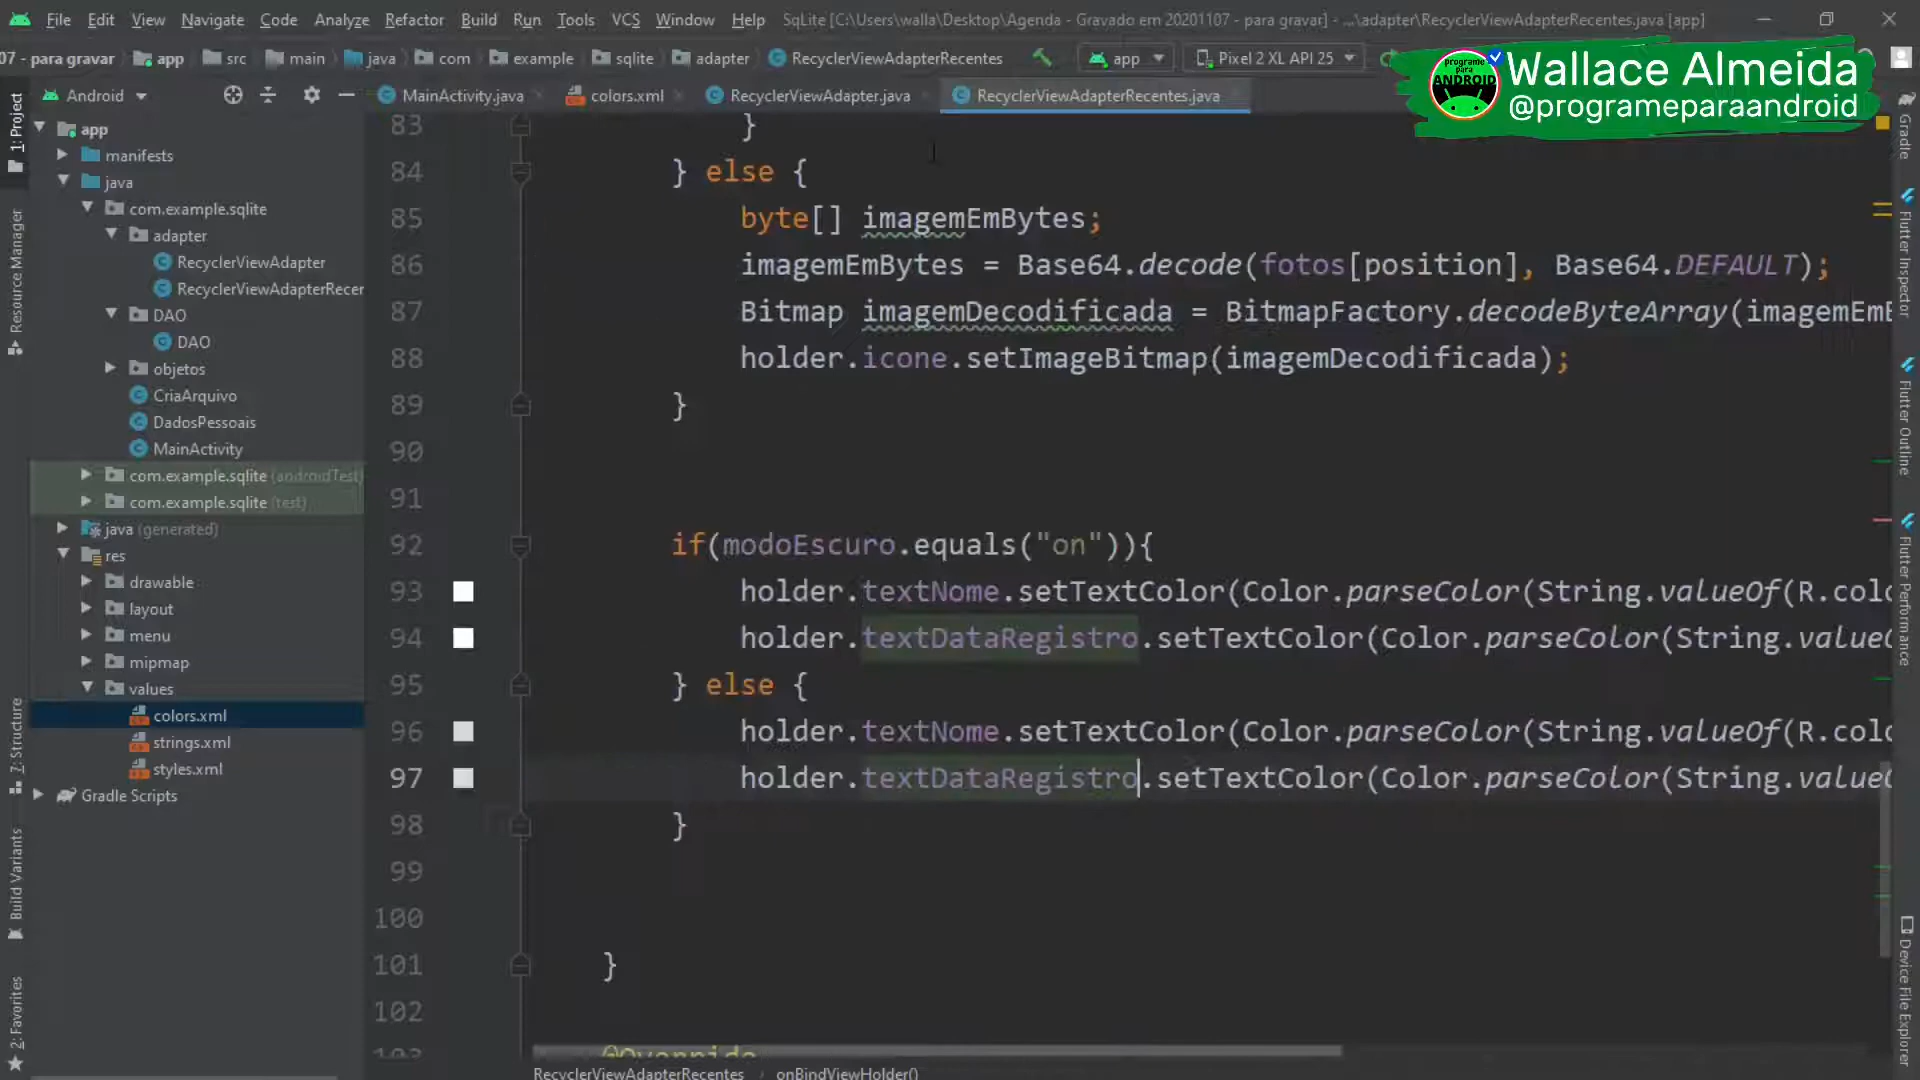 File Edit View Navigate Code Analyze Refactor Build Run Tools VCS Window Help SqLite [C:\Users\walla\Desktop\Agenda - Gravado em 20201107 - para gravar] - ...\adapter\RecyclerViewAdapterRecentes.java [app]
07 - para gravar app src main java com example sqlite adapter RecyclerViewAdapterRecentes app Pixel 2 XL API 25
programe para ANDROID
Wallace Almeida
@programeparaandroid
Android
MainActivity.java colors.xml RecyclerViewAdapter.java RecyclerViewAdapterRecentes.java
1: Project
Resource Manager
7: Structure
Build Variants
2: Favorites
app
manifests
java
com.example.sqlite
adapter
RecyclerViewAdapter
RecyclerViewAdapterRecer
DAO
DAO
objetos
CriaArquivo
DadosPessoais
MainActivity
com.example.sqlite (androidTest)
com.example.sqlite (test)
java (generated)
res
drawable
layout
menu
mipmap
values
colors.xml
strings.xml
styles.xml
Gradle Scripts
83 }
84 } else {
85 byte[] imagemEmBytes;
86 imagemEmBytes = Base64.decode(fotos[position], Base64.DEFAULT);
87 Bitmap imagemDecodificada = BitmapFactory.decodeByteArray(imagemEmB
88 holder.icone.setImageBitmap(imagemDecodificada);
89 }
90
91
92 if(modoEscuro.equals("on")){
93 holder.textNome.setTextColor(Color.parseColor(String.valueOf(R.colo
94 holder.textDataRegistro.setTextColor(Color.parseColor(String.valueO
95 } else {
96 holder.textNome.setTextColor(Color.parseColor(String.valueOf(R.colo
97 holder.textDataRegistro.setTextColor(Color.parseColor(String.valueO
98 }
99
100
101 }
102
103 @Override
RecyclerViewAdapterRecentes onBindViewHolder()
Gradle
Flutter Inspector
Flutter Outline
Flutter Performance
Device File Explorer